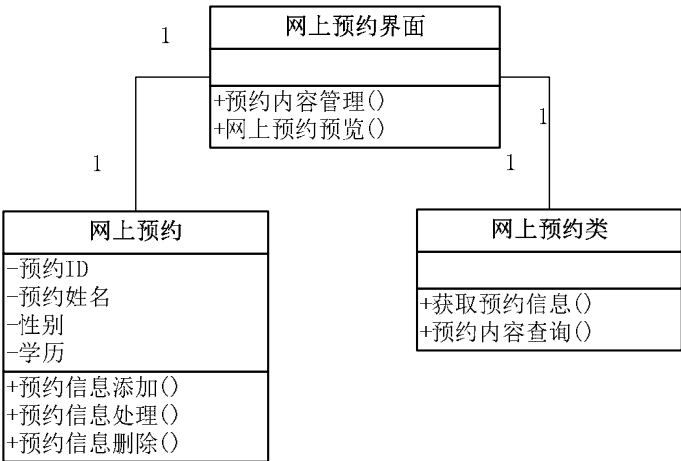 网上预约界面
1
+预约内容管理()
+网上预约预览()
1
1
1
网上预约
-预约ID
-预约姓名
-性别
-学历
+预约信息添加()
+预约信息处理()
+预约信息删除()
网上预约类
+获取预约信息()
+预约内容查询()